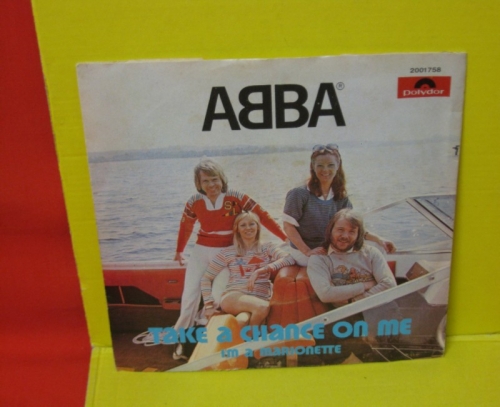 2001758
Polydor
ABBA®
TAKE A CHANCE ON ME
I'M A MARIONETTE